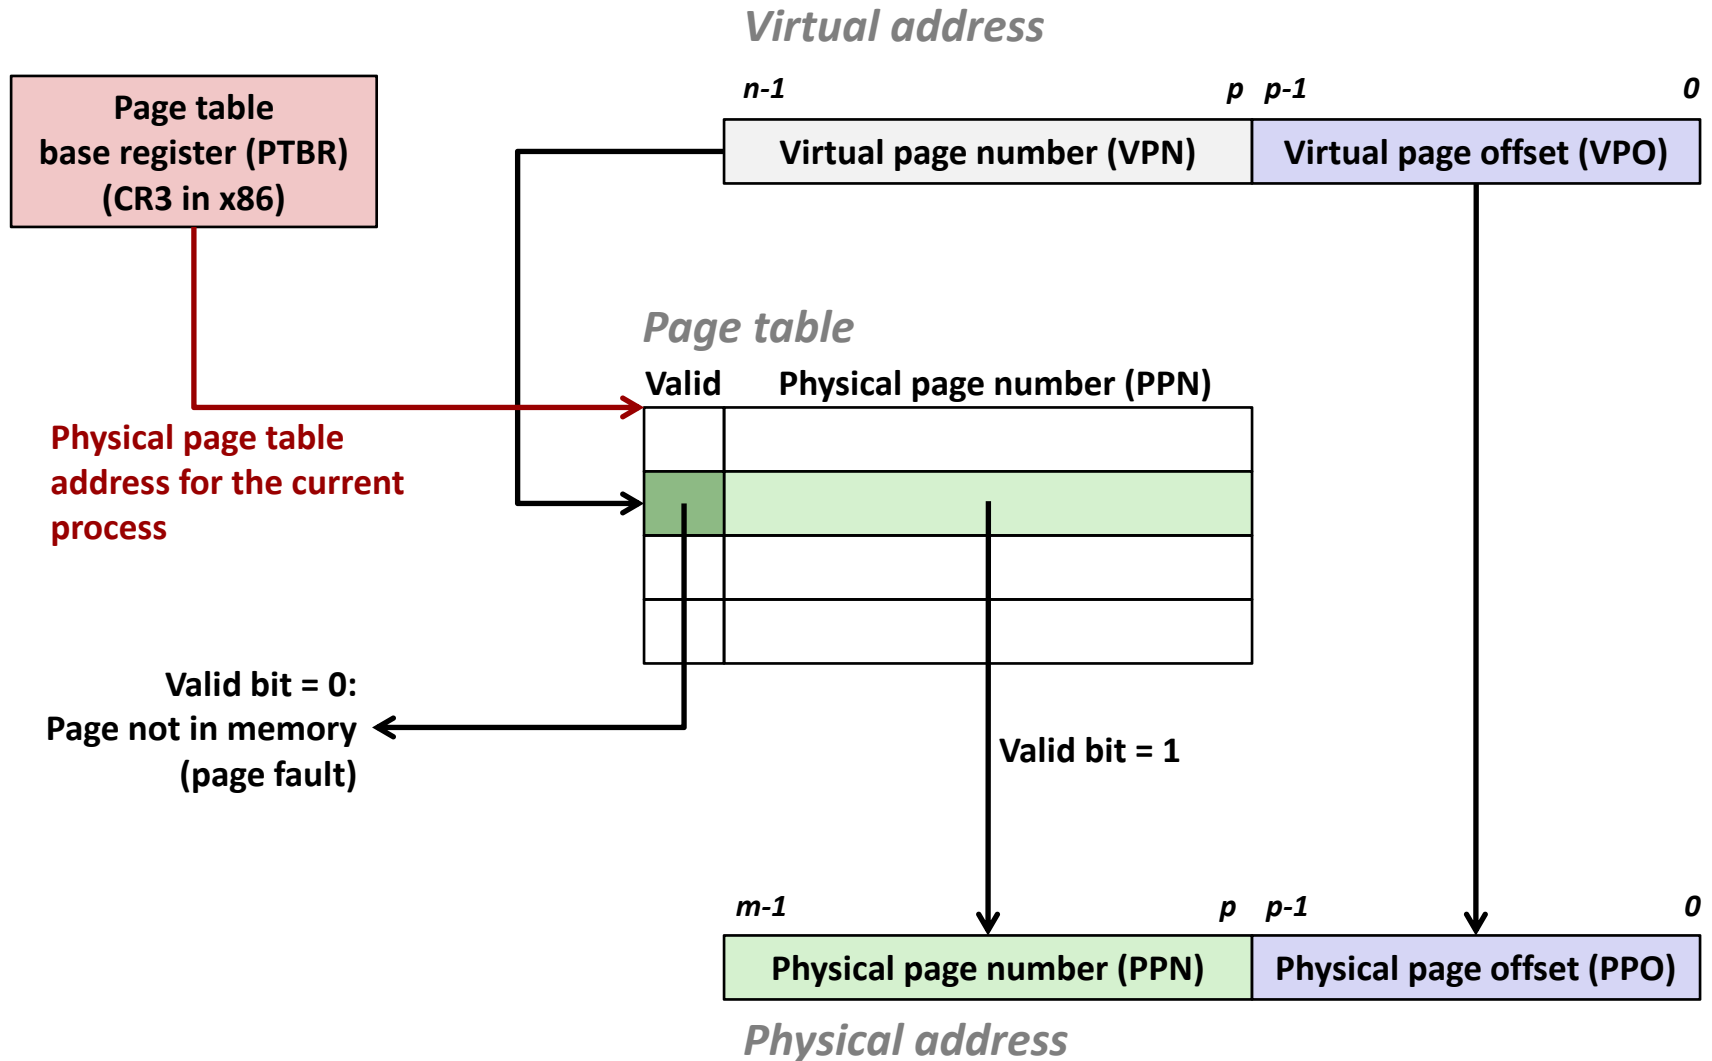 Virtual address
n-1 p p-1 0
Page table
base register (PTBR)
(CR3 in x86)
Virtual page number (VPN) Virtual page offset (VPO)
Page table
Valid Physical page number (PPN)
Physical page table
address for the current
process
Valid bit = 0:
Page not in memory
(page fault)
Valid bit = 1
m-1 p p-1 0
Physical page number (PPN) Physical page offset (PPO)
Physical address